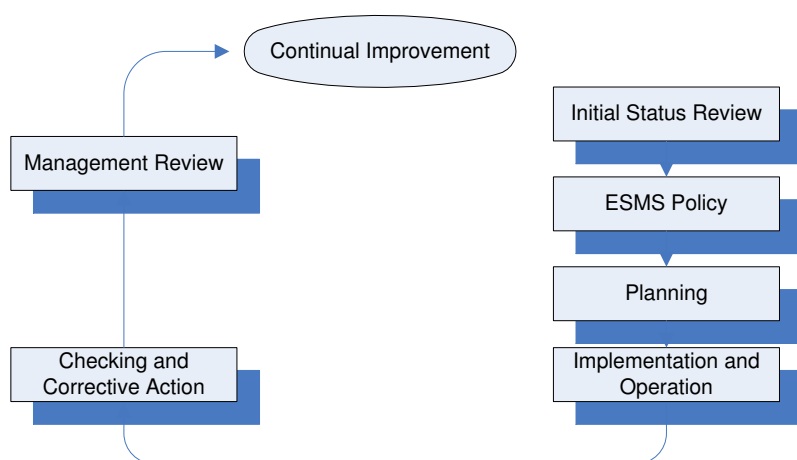 Continual Improvement
Initial Status Review
Management Review
ESMS Policy
Planning
Checking and
Corrective Action
Implementation and
Operation